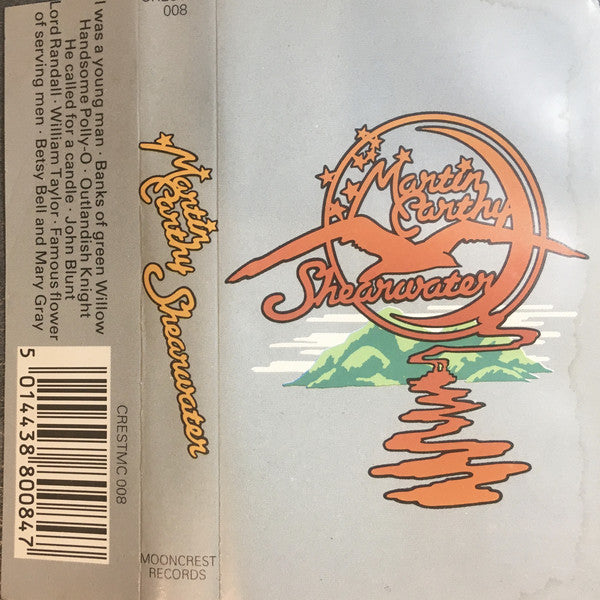 I was a young man · Banks of green Willow
Handsome Polly-O · Outlandish Knight
He called for a candle · John Blunt
Lord Randall · William Taylor · Famous flower
of serving men · Betsy Bell and Mary Gray
5 014438 800847
CRESTMC 008
008
Martin
Carthy
Shearwater
MOONCREST
RECORDS
Martin
Carthy
Shearwater